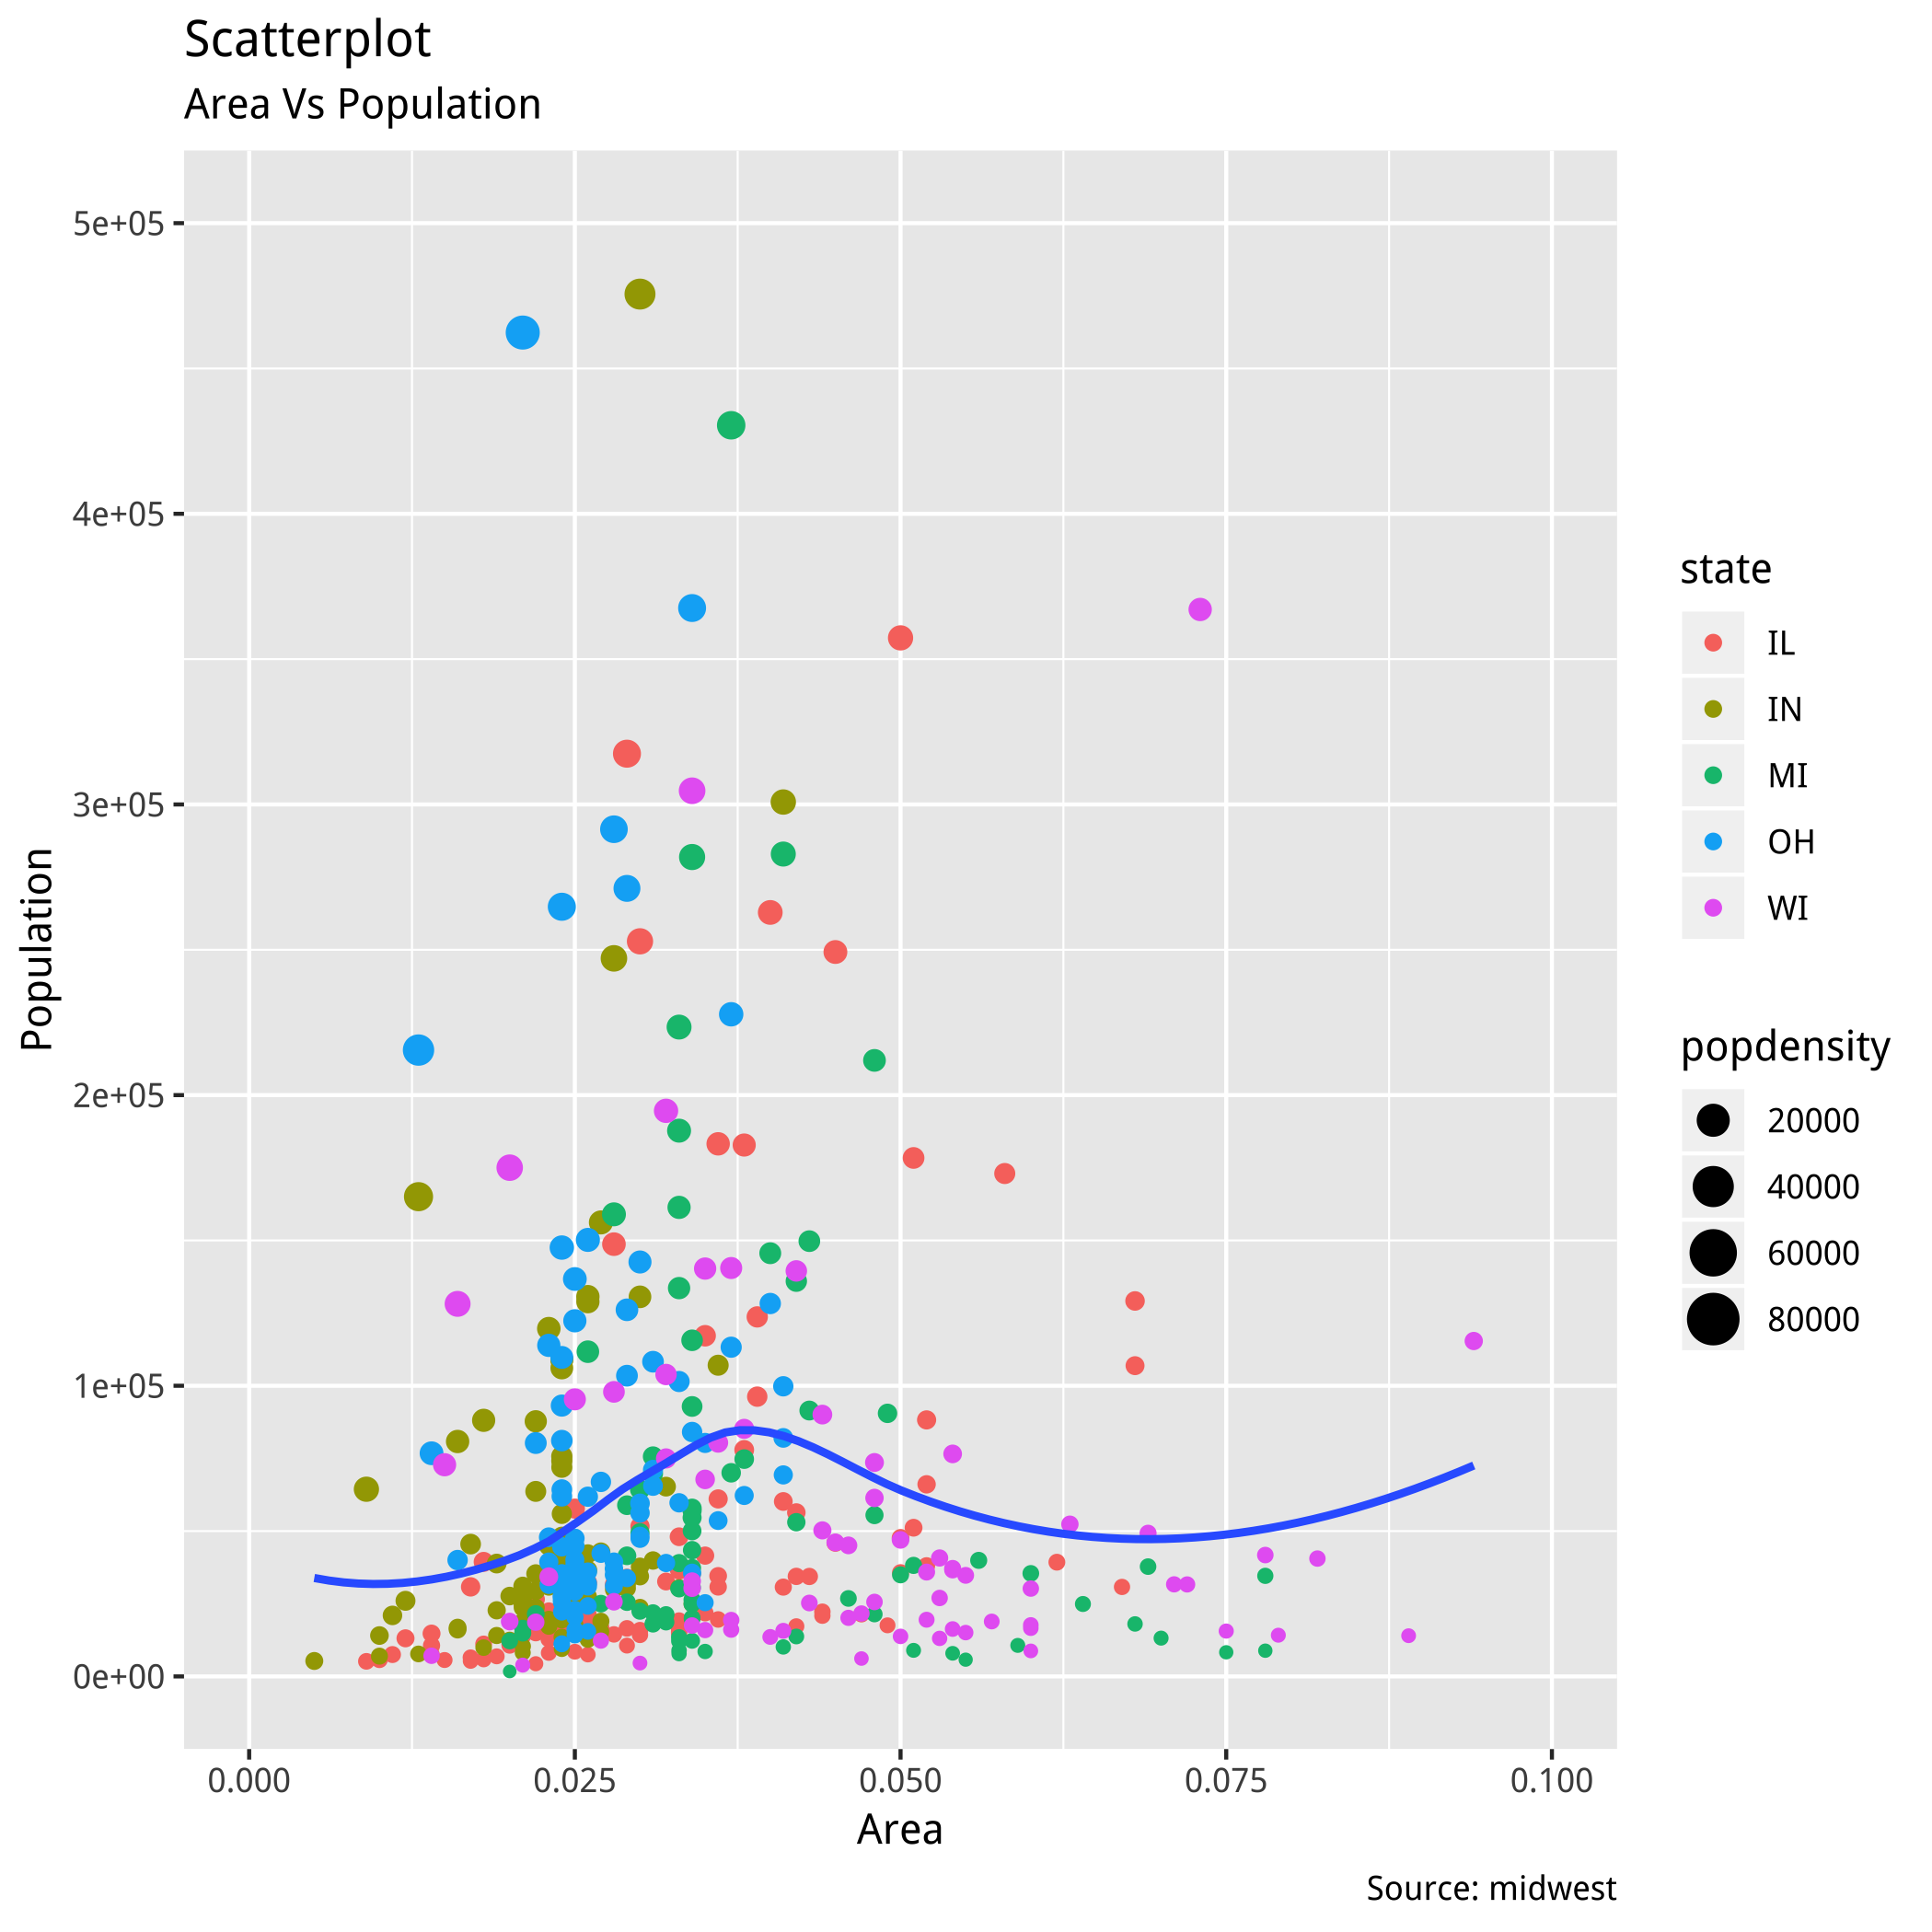 Scatterplot
Area Vs Population
5e+05
4e+05
3e+05
2e+05
1e+05
0e+00
Population
0.000 0.025 0.050 0.075 0.100
Area
state
IL
IN
MI
OH
WI
popdensity
20000
40000
60000
80000
Source: midwest